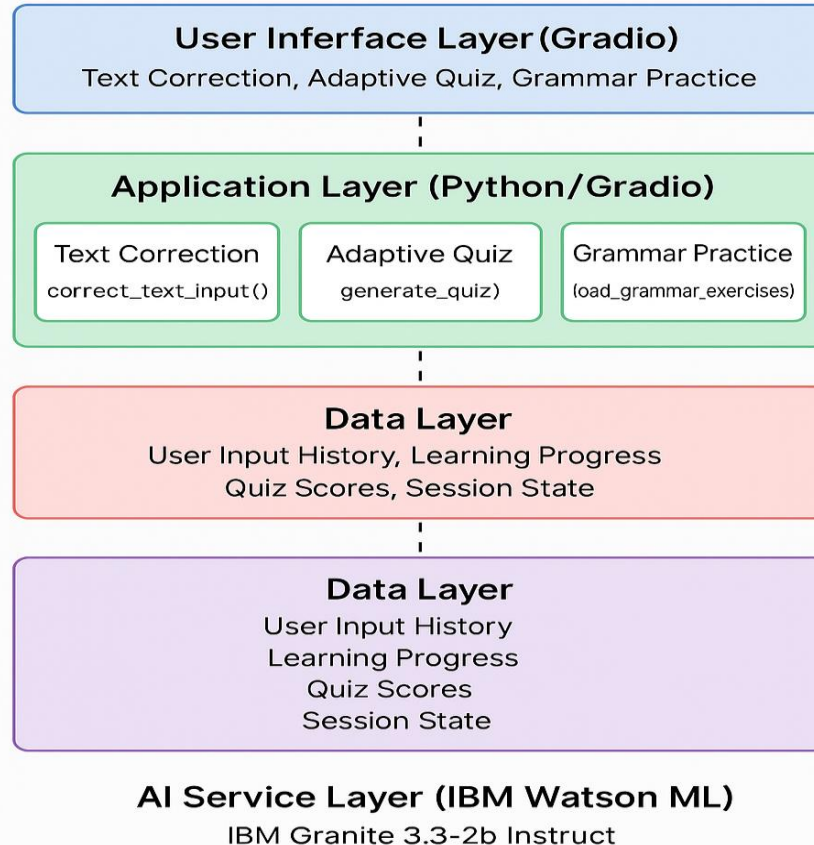 User Inferface Layer (Gradio)
Text Correction, Adaptive Quiz, Grammar Practice
Application Layer (Python/Gradio)
Text Correction
correct_text_input()
Adaptive Quiz
generate_quiz)
Grammar Practice
(oad_grammar_exercises)
Data Layer
User Input History, Learning Progress
Quiz Scores, Session State
Data Layer
User Input History
Learning Progress
Quiz Scores
Session State
AI Service Layer (IBM Watson ML)
IBM Granite 3.3-2b Instruct